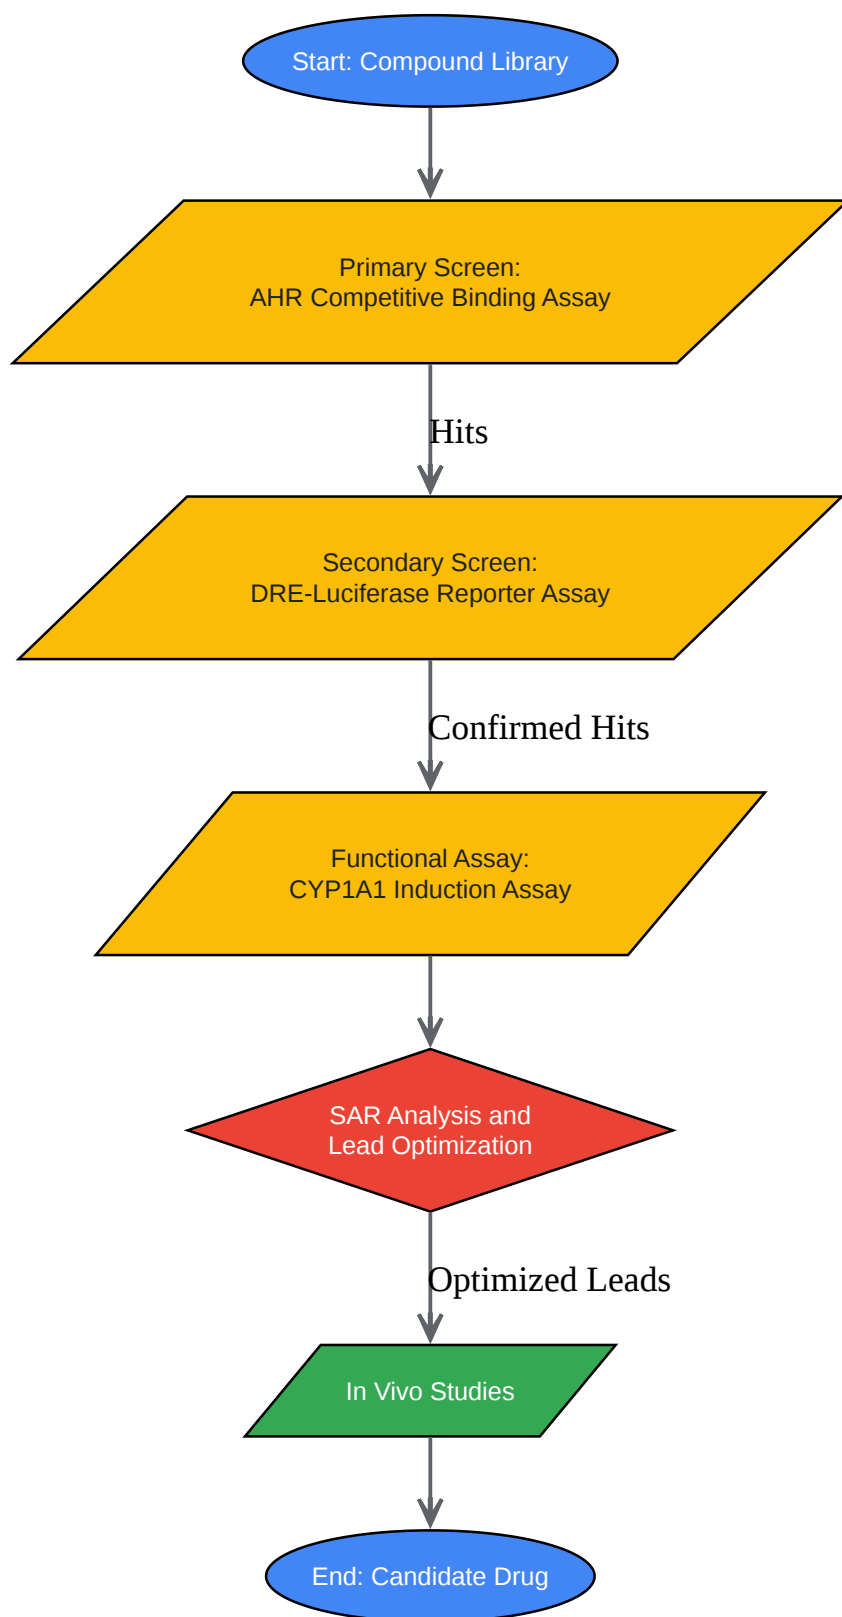 Start: Compound Library
Primary Screen:
AHR Competitive Binding Assay
Hits
Secondary Screen:
DRE-Luciferase Reporter Assay
Confirmed Hits
Functional Assay:
CYP1A1 Induction Assay
SAR Analysis and
Lead Optimization
Optimized Leads
In Vivo Studies
End: Candidate Drug